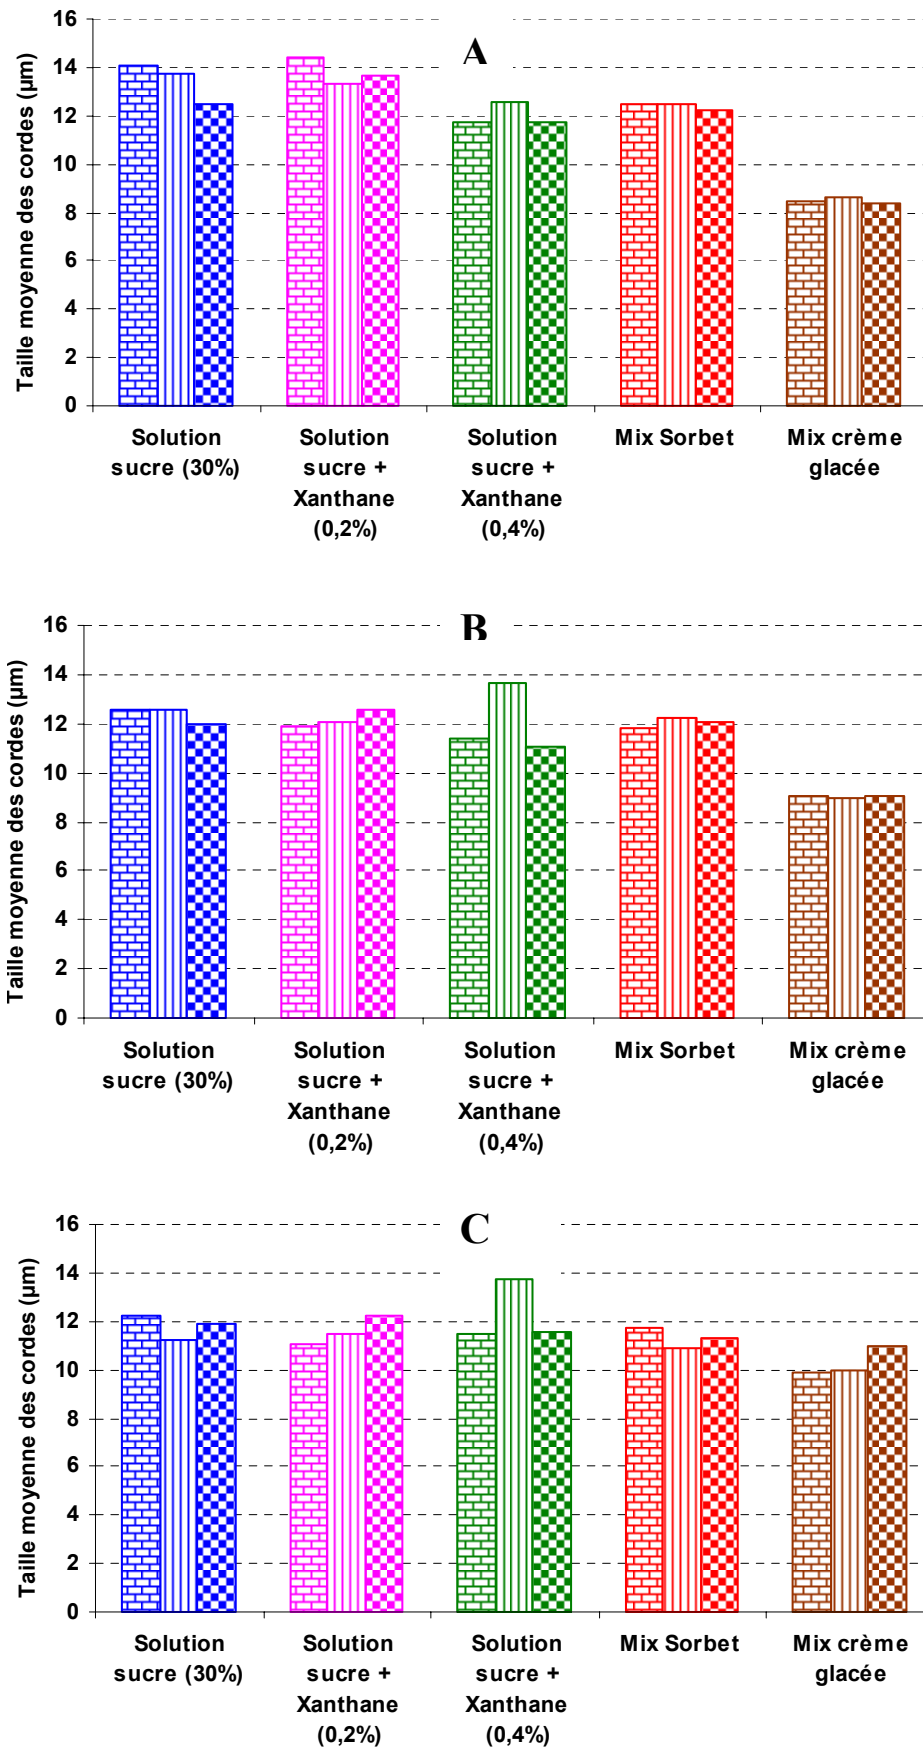 A
Taille moyenne des cordes (µm)
16
14
12
10
8
6
4
2
0
Solution
sucre (30%)
Solution
sucre +
Xanthane
(0,2%)
Solution
sucre +
Xanthane
(0,4%)
Mix Sorbet
Mix crème
glacée
B
Taille moyenne des cordes (µm)
16
14
12
10
8
6
4
2
0
Solution
sucre (30%)
Solution
sucre +
Xanthane
(0,2%)
Solution
sucre +
Xanthane
(0,4%)
Mix Sorbet
Mix crème
glacée
C
Taille moyenne des cordes (µm)
16
14
12
10
8
6
4
2
0
Solution
sucre (30%)
Solution
sucre +
Xanthane
(0,2%)
Solution
sucre +
Xanthane
(0,4%)
Mix Sorbet
Mix crème
glacée